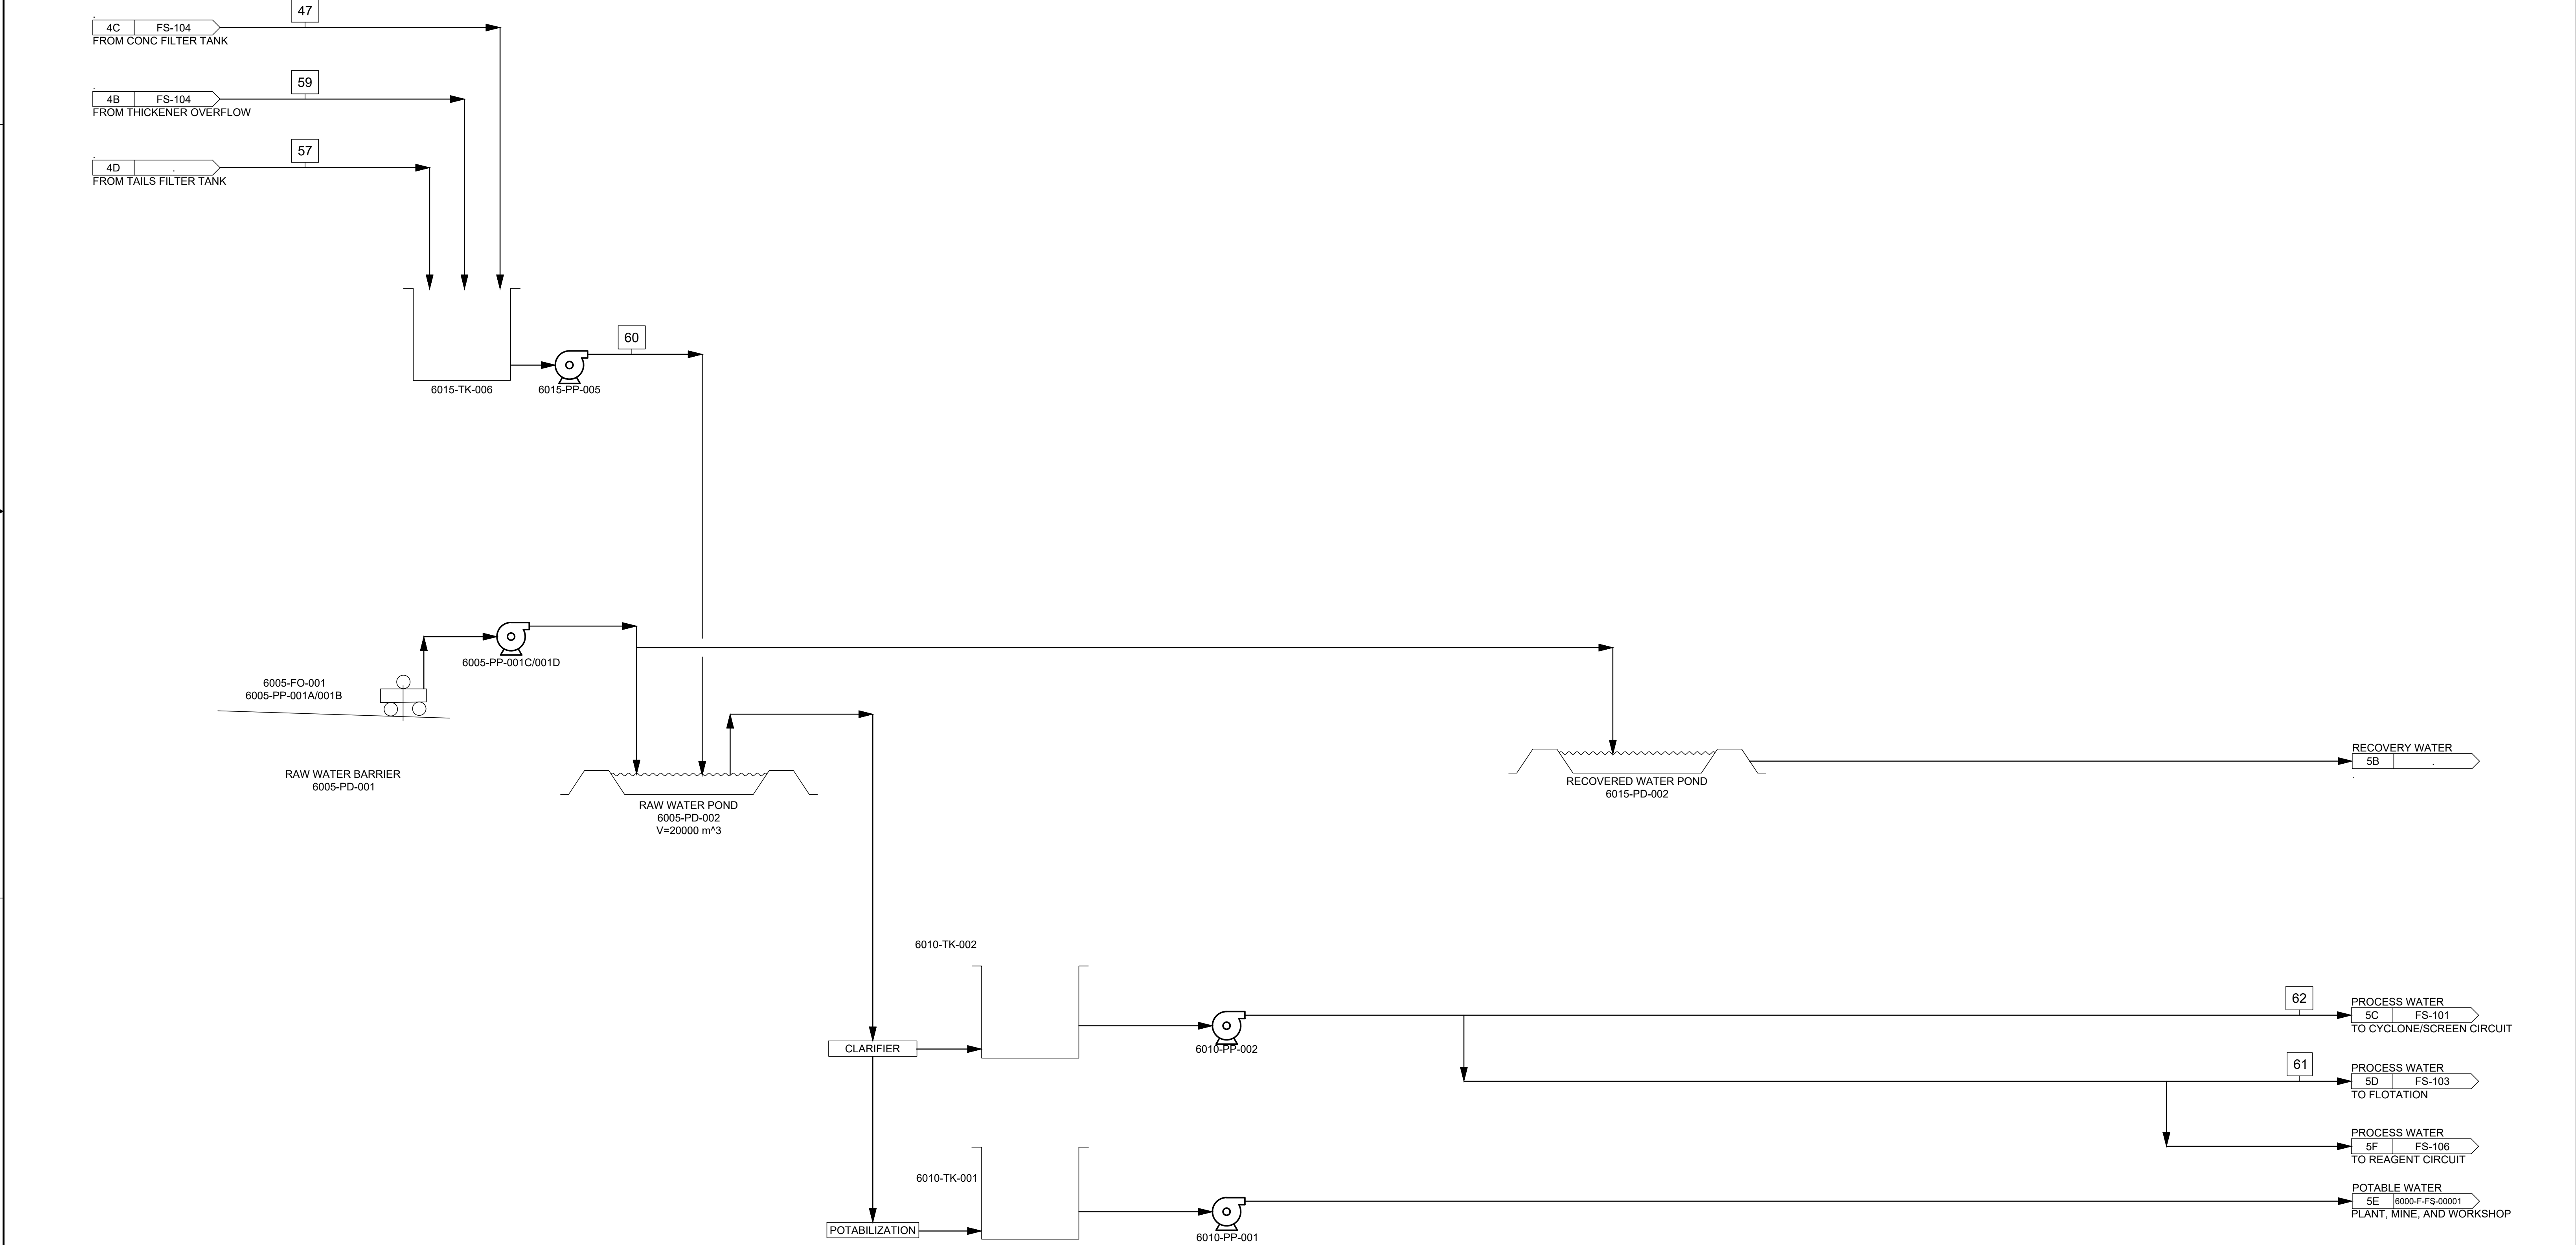 47
4C FS-104
FROM CONC FILTER TANK
59
4B FS-104
FROM THICKENER OVERFLOW
57
4D .
FROM TAILS FILTER TANK
60
6015-TK-006
6015-PP-005
6005-PP-001C/001D
6005-FO-001
6005-PP-001A/001B
RAW WATER BARRIER
6005-PD-001
RAW WATER POND
6005-PD-002
V=20000 m^3
RECOVERED WATER POND
6015-PD-002
RECOVERY WATER
5B .
6010-TK-002
CLARIFIER
6010-PP-002
62
PROCESS WATER
5C FS-101
TO CYCLONE/SCREEN CIRCUIT
61
PROCESS WATER
5D FS-103
TO FLOTATION
PROCESS WATER
5F FS-106
TO REAGENT CIRCUIT
6010-TK-001
POTABILIZATION
6010-PP-001
POTABLE WATER
5E 6000-F-FS-00001
PLANT, MINE, AND WORKSHOP